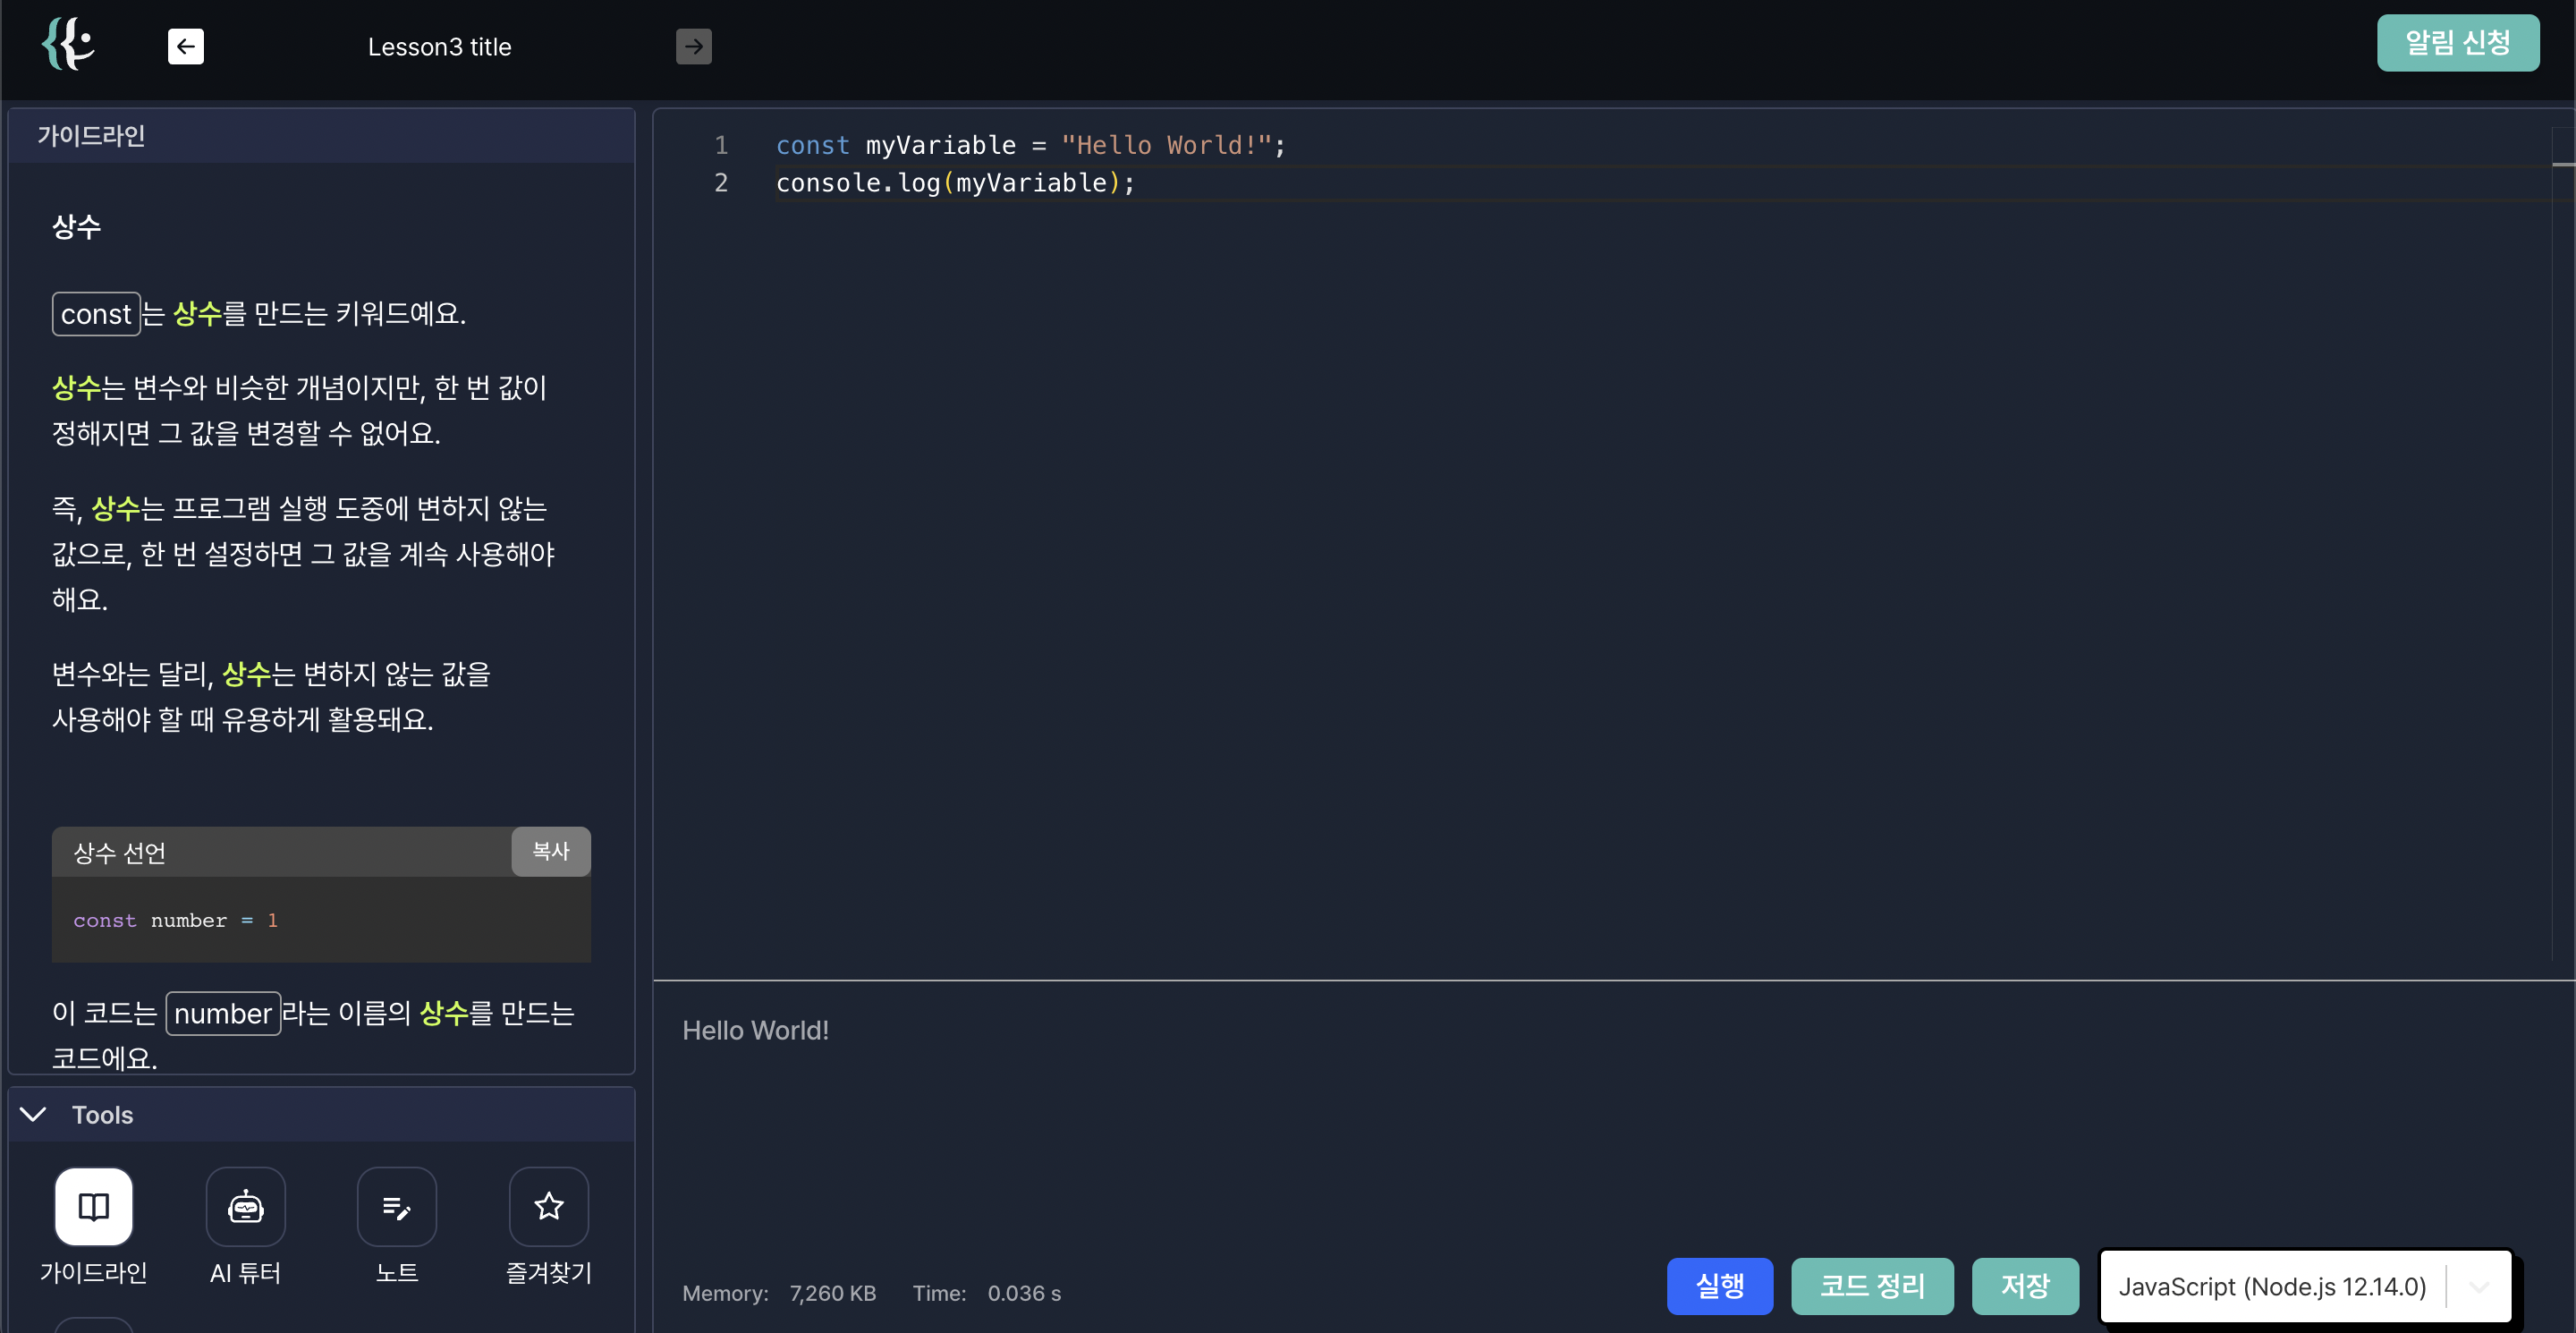 Lesson3 title
알림 신청
가이드라인
상수
const는 상수를 만드는 키워드예요.
상수는 변수와 비슷한 개념이지만, 한 번 값이
정해지면 그 값을 변경할 수 없어요.
즉, 상수는 프로그램 실행 도중에 변하지 않는
값으로, 한 번 설정하면 그 값을 계속 사용해야
해요.
변수와는 달리, 상수는 변하지 않는 값을
사용해야 할 때 유용하게 활용돼요.
상수 선언
복사
const number = 1
이 코드는 number라는 이름의 상수를 만드는
코드에요.
Tools
가이드라인
AI 튜터
노트
즐겨찾기
1 const myVariable = "Hello World!";
2 console.log(myVariable);
Hello World!
Memory: 7,260 KB Time: 0.036 s
실행
코드 정리
저장
JavaScript (Node.js 12.14.0)